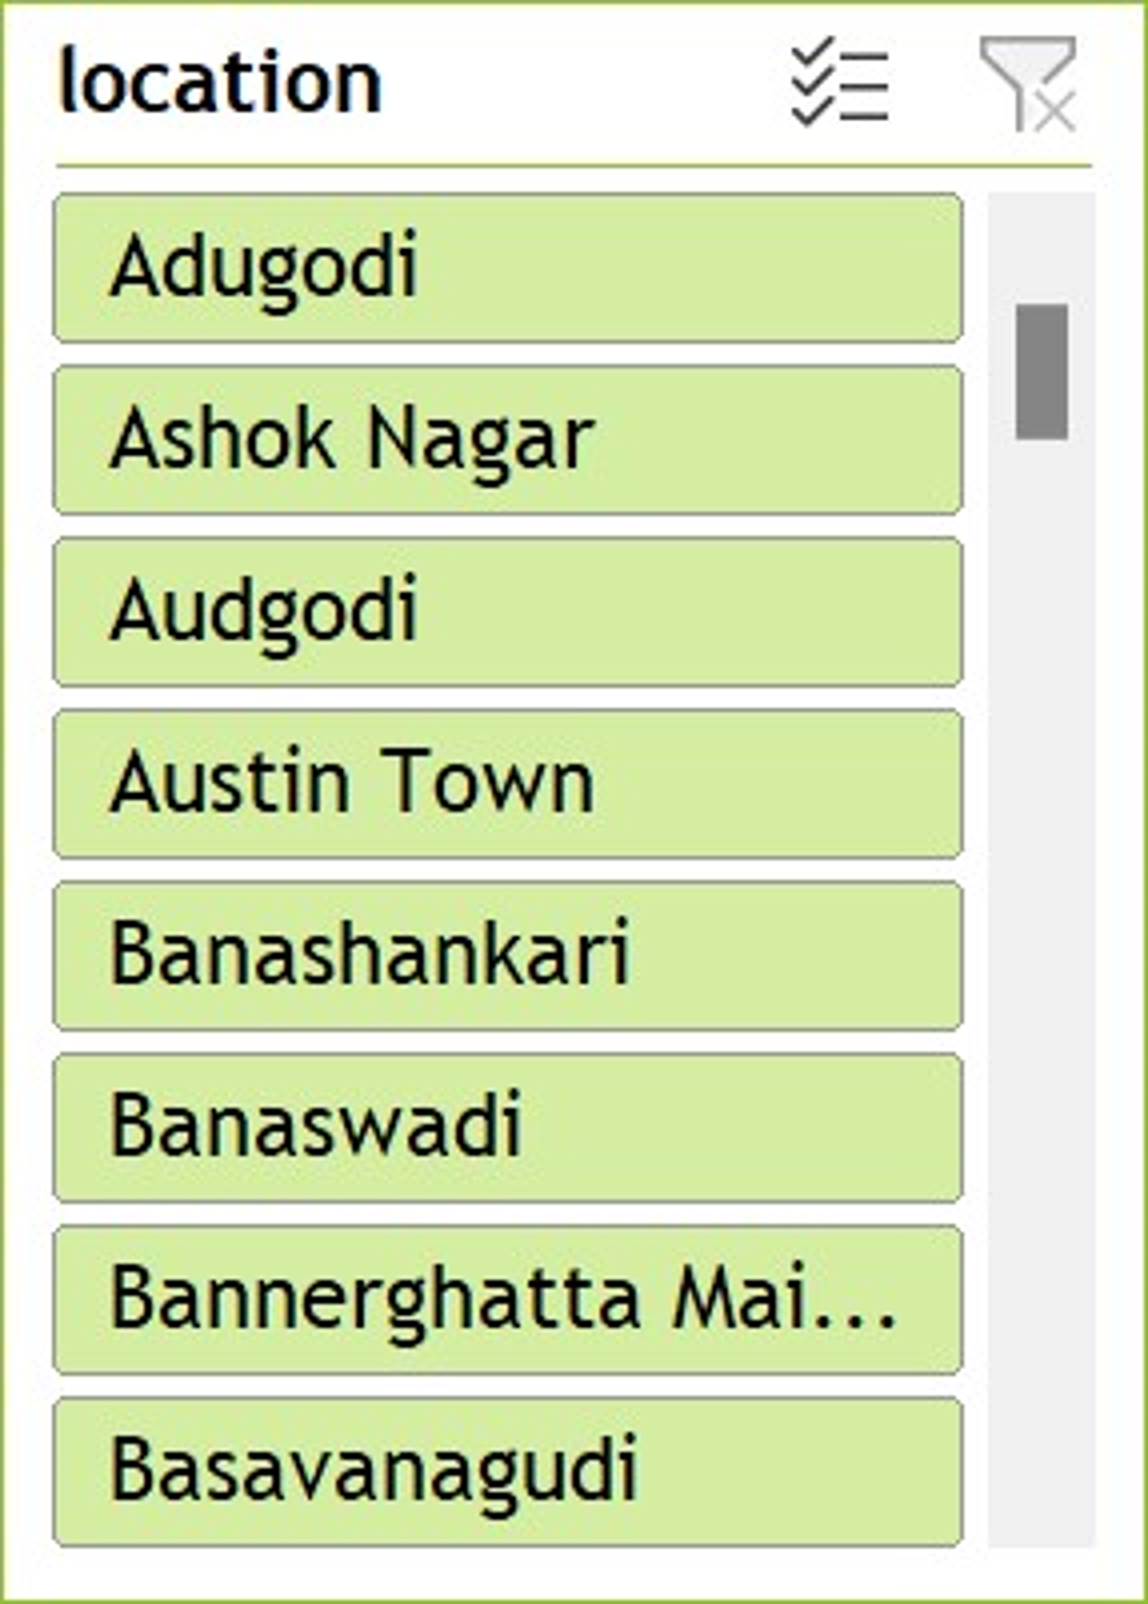 location
Adugodi
Ashok Nagar
Audgodi
Austin Town
Banashankari
Banaswadi
Bannerghatta Mai...
Basavanagudi